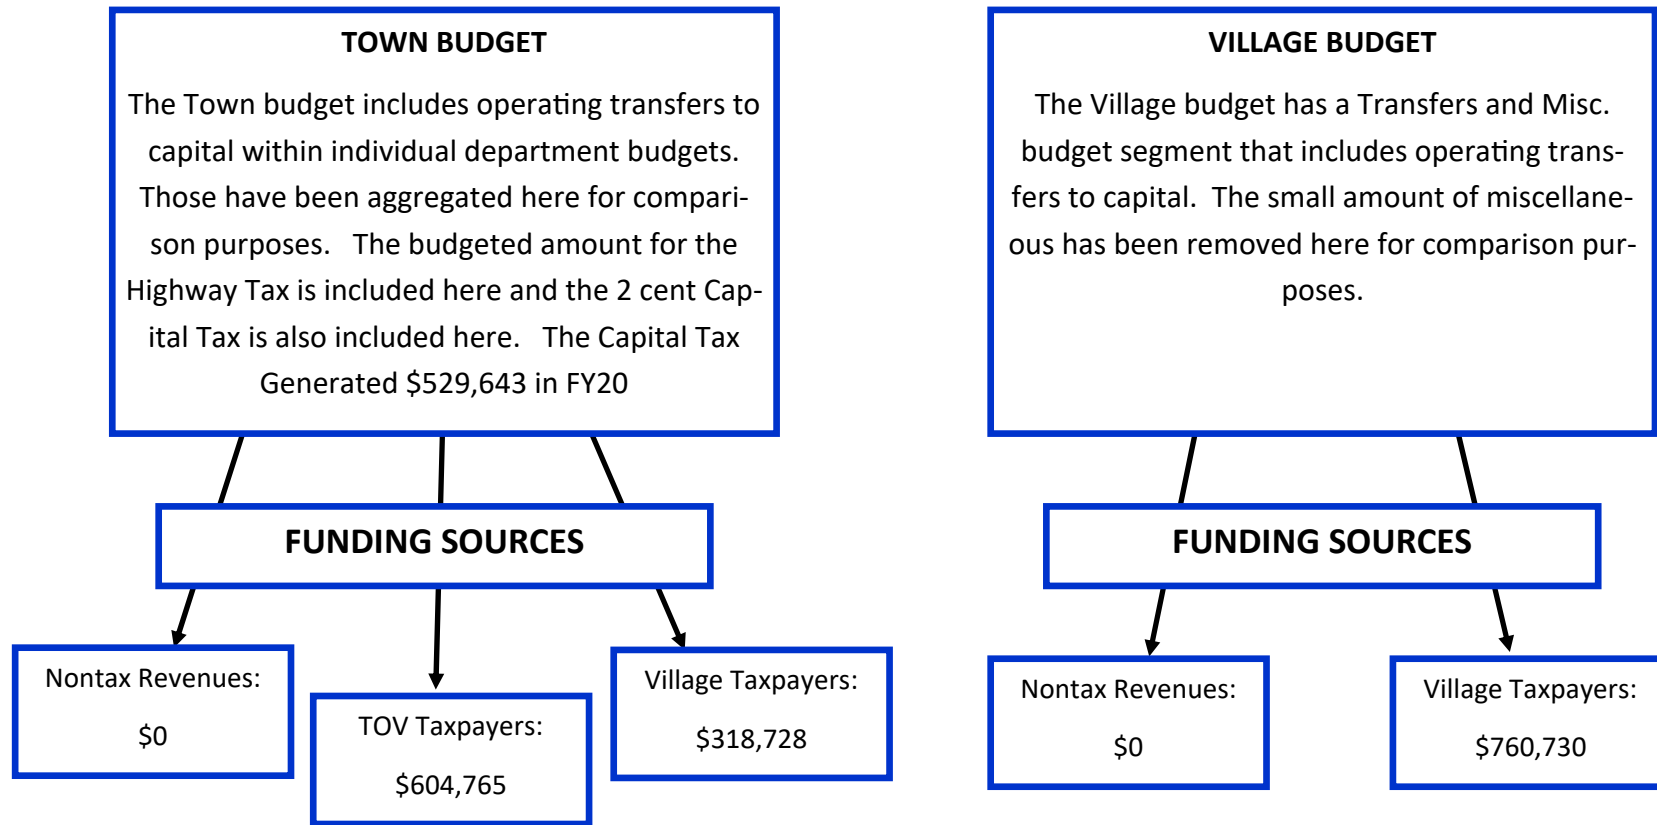 TOWN BUDGET
The Town budget includes operating transfers to
capital within individual department budgets.
Those have been aggregated here for compari-
son purposes.   The budgeted amount for the
Highway Tax is included here and the 2 cent Cap-
ital Tax is also included here.   The Capital Tax
Generated $529,643 in FY20
FUNDING SOURCES
Nontax Revenues:
$0
TOV Taxpayers:
$604,765
Village Taxpayers:
$318,728
VILLAGE BUDGET
The Village budget has a Transfers and Misc.
budget segment that includes operating trans-
fers to capital.  The small amount of miscellane-
ous has been removed here for comparison pur-
poses.
FUNDING SOURCES
Nontax Revenues:
$0
Village Taxpayers:
$760,730